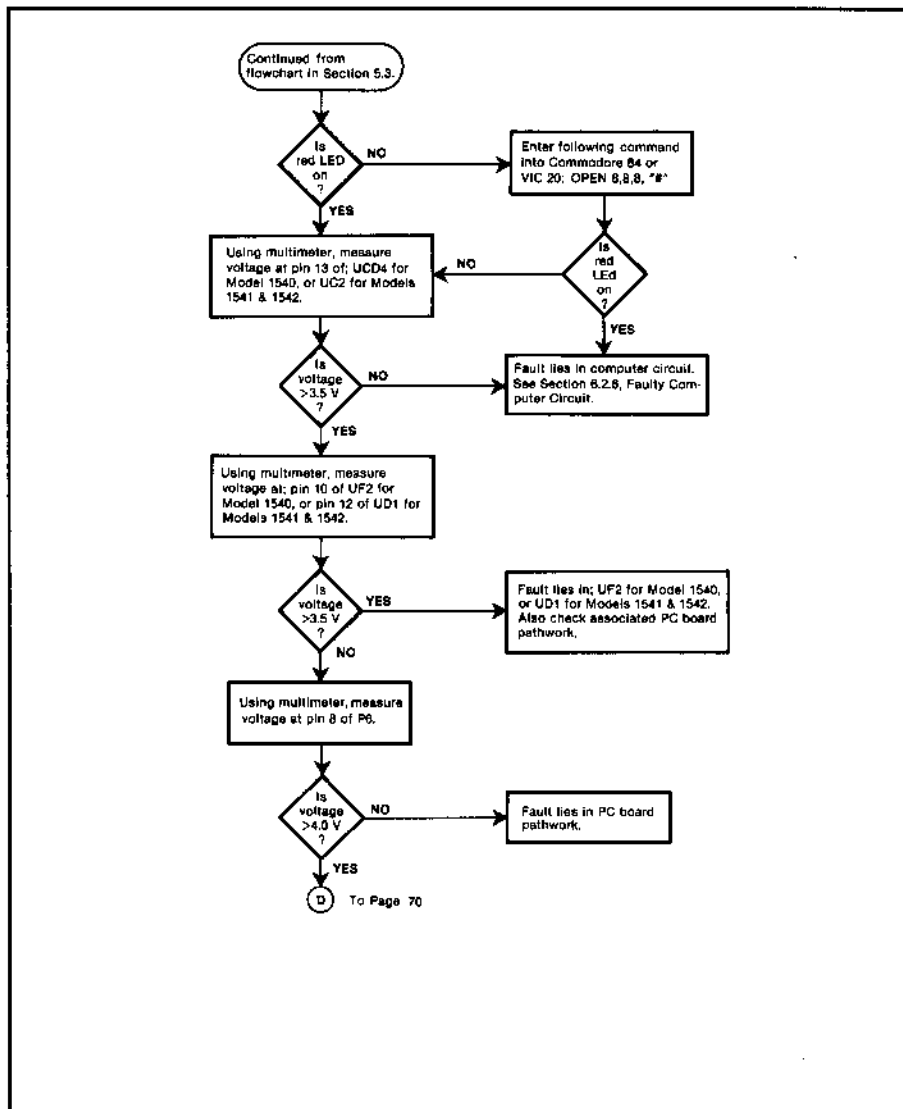 Continued from
flowchart in Section 5.3.
Is
red LED
on
?
NO
YES
Enter following command
into Commodore 64 or
VIC 20; OPEN 8,8,8, "#"
Is
red
LEd
on
?
NO
YES
Using multimeter, measure
voltage at pin 13 of; UCD4 for
Model 1540, or UC2 for Models
1541 & 1542.
Is
voltage
>3.5 V
?
NO
YES
Fault lies in computer circuit.
See Section 6.2.6, Faulty Com-
puter Circuit.
Using multimeter, measure
voltage at; pin 10 of UF2 for
Model 1540, or pin 12 of UD1 for
Models 1541 & 1542.
Is
voltage
>3.5 V
?
YES
NO
Fault lies in; UF2 for Model 1540,
or UD1 for Models 1541 & 1542.
Also check associated PC board
pathwork.
Using multimeter, measure
voltage at pin 8 of P6.
Is
voltage
>4.0 V
?
NO
YES
Fault lies in PC board
pathwork.
D To Page 70